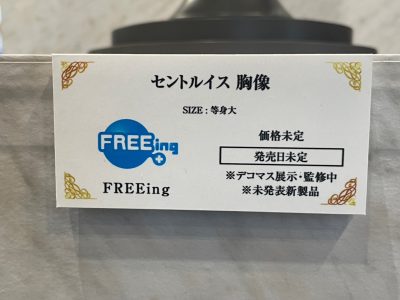 セントルイス 胸像
SIZE : 等身大
FREEing
FREEing
価格未定
発売日未定
※デコマス展示・監修中
※未発表新製品